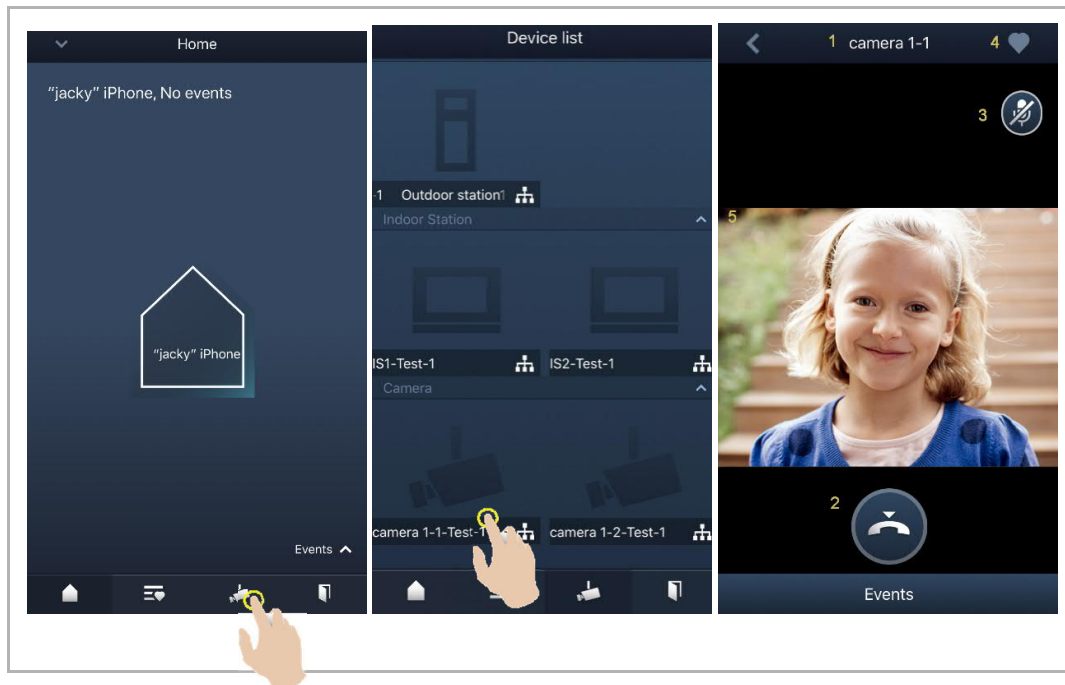 Home
"jacky" iPhone, No events
"jacky" iPhone
Events
Device list
-1 Outdoor station1
Indoor Station
IS1-Test-1
IS2-Test-1
Camera
camera 1-1-Test-1
camera 1-2-Test-1
1 camera 1-1 4
3
5
2
Events